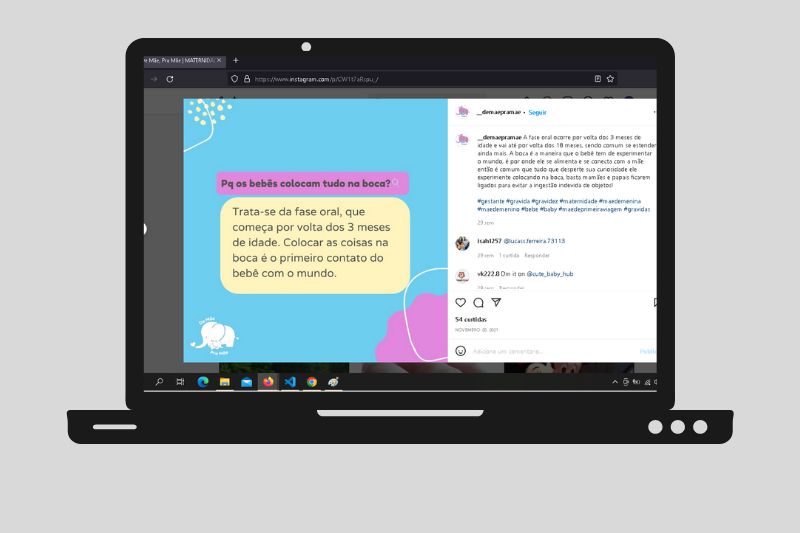 Mãe, Pra Mãe | MATERNIDA
https://www.instagram.com/p/CW1t7aRspu_/
__demaepramae • Seguir
__demaepramae A fase oral ocorre por volta dos 3 meses de
idade e vai até por volta dos 18 meses, sendo comum se estender
ainda mais. A boca é a maneira que o bebê tem de experimentar
o mundo, é por onde ele se alimenta e se conecta com a mãe
então é comum que tudo que desperte sua curiosidade ele
experimente colocando na boca, basta mamães e papais ficarem
ligados para evitar a ingestão indevida de objetos!
#gestante #gravida #gravidez #maternidade #maedemenina
#maedemenino #bebe #baby #maedeprimeiraviagem #gravidas
29 sem
Pq os bebês colocam tudo na boca?
Trata-se da fase oral, que
começa por volta dos 3 meses
de idade. Colocar as coisas na
boca é o primeiro contato do
bebê com o mundo.
De Mãe
Pra Mãe
isah1257 @lucass.ferreira.73113
29 sem 1 curtida Responder
vk222.8 Dm it on @cute_baby_hub
29 sem Responder
54 curtidas
NOVEMBRO 28, 2021
Adicione um comentário...
Public